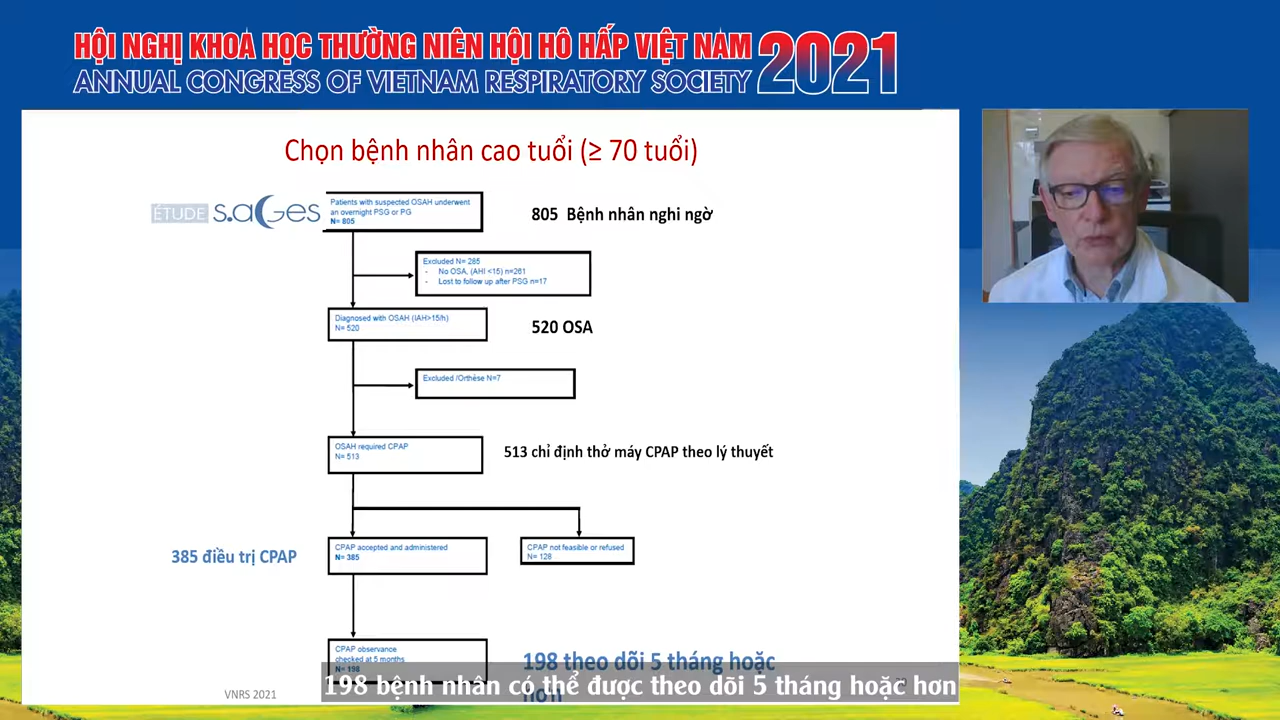 HỘI NGHỊ KHOA HỌC THƯỜNG NIÊN HỘI HÔ HẤP VIỆT NAM
ANNUAL CONGRESS OF VIETNAM RESPIRATORY SOCIETY
2021
Chọn bệnh nhân cao tuổi (≥ 70 tuổi)
ÉTUDE s.aGes
Patients with suspected OSAH underwent
an overnight PSG or PG
N= 805
805 Bệnh nhân nghi ngờ
Excluded N= 285
- No OSA, (AHI <15) n=261
- Lost to follow up after PSG n=17
Diagnosed with OSAH (IAH>15/h)
N= 520
520 OSA
Excluded /Orthèse N=7
OSAH required CPAP
N= 513
513 chỉ định thở máy CPAP theo lý thuyết
385 điều trị CPAP
CPAP accepted and administered
N= 385
CPAP not feasible or refused
N= 128
CPAP observance
checked at 5 months
N= 198
198 theo dõi 5 tháng hoặc
hơn
VNRS 2021
198 bệnh nhân có thể được theo dõi 5 tháng hoặc hơn